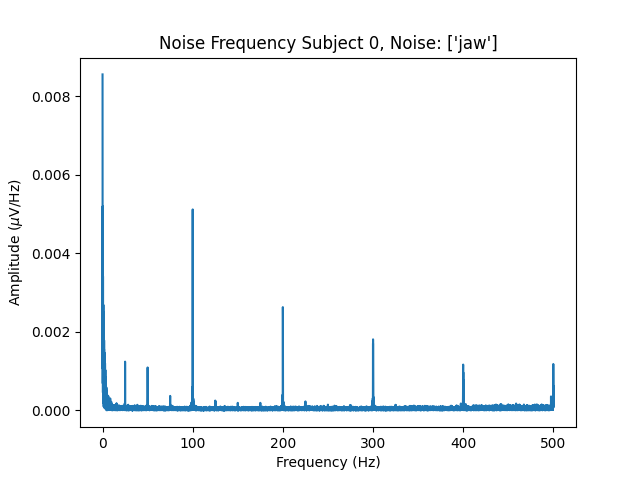 Noise Frequency Subject 0, Noise: ['jaw']
0.008
0.006
0.004
0.002
0.000
Amplitude (μV/Hz)
0 100 200 300 400 500
Frequency (Hz)